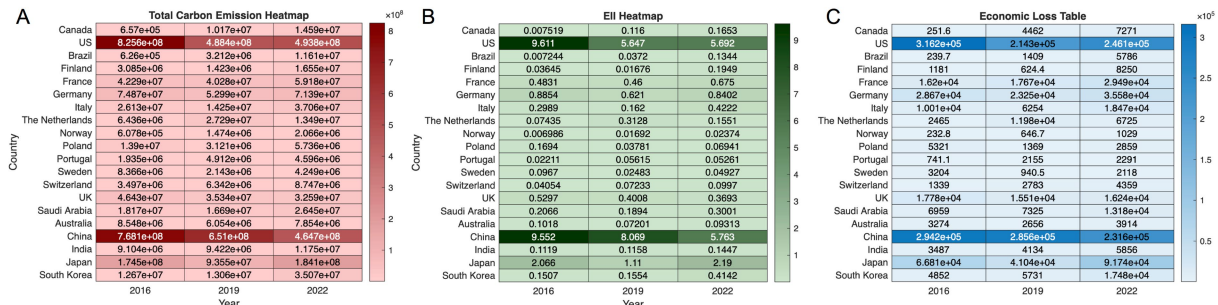 A
Total Carbon Emission Heatmap
×10⁸
Canada 6.57e+05 1.017e+07 1.459e+07
US 8.256e+08 4.884e+08 4.938e+08
Brazil 6.26e+05 3.212e+06 1.161e+07
Finland 3.085e+06 1.423e+06 1.655e+07
France 4.229e+07 4.028e+07 5.918e+07
Germany 7.487e+07 5.299e+07 7.139e+07
Italy 2.613e+07 1.425e+07 3.706e+07
The Netherlands 6.436e+06 2.729e+07 1.349e+07
Norway 6.078e+05 1.474e+06 2.066e+06
Poland 1.39e+07 3.121e+06 5.736e+06
Portugal 1.935e+06 4.912e+06 4.596e+06
Sweden 8.366e+06 2.143e+06 4.249e+06
Switzerland 3.497e+06 6.342e+06 8.747e+06
UK 4.643e+07 3.534e+07 3.259e+07
Saudi Arabia 1.817e+07 1.669e+07 2.645e+07
Australia 8.548e+06 6.054e+06 7.854e+06
China 7.681e+08 6.51e+08 4.647e+08
India 9.104e+06 9.422e+06 1.175e+07
Japan 1.745e+08 9.355e+07 1.841e+08
South Korea 1.267e+07 1.306e+07 3.507e+07
2016 2019 2022
Year
Country
8
7
6
5
4
3
2
1
B
EII Heatmap
Canada 0.007519 0.116 0.1653
US 9.611 5.647 5.692
Brazil 0.007244 0.0372 0.1344
Finland 0.03645 0.01676 0.1949
France 0.4831 0.46 0.675
Germany 0.8854 0.621 0.8402
Italy 0.2989 0.162 0.4222
The Netherlands 0.07435 0.3128 0.1551
Norway 0.006986 0.01692 0.02374
Poland 0.1694 0.03781 0.06941
Portugal 0.02211 0.05615 0.05261
Sweden 0.0967 0.02483 0.04927
Switzerland 0.04054 0.07233 0.0997
UK 0.5297 0.4008 0.3693
Saudi Arabia 0.2066 0.1894 0.3001
Australia 0.1018 0.07201 0.09313
China 9.552 8.069 5.763
India 0.1119 0.1158 0.1447
Japan 2.066 1.11 2.19
South Korea 0.1507 0.1554 0.4142
2016 2019 2022
Year
Country
9
8
7
6
5
4
3
2
1
C
Economic Loss Table
×10⁵
Canada 251.6 4462 7271
US 3.162e+05 2.143e+05 2.461e+05
Brazil 239.7 1409 5786
Finland 1181 624.4 8250
France 1.62e+04 1.767e+04 2.949e+04
Germany 2.867e+04 2.325e+04 3.558e+04
Italy 1.001e+04 6254 1.847e+04
The Netherlands 2465 1.198e+04 6725
Norway 232.8 646.7 1029
Poland 5321 1369 2859
Portugal 741.1 2155 2291
Sweden 3204 940.5 2118
Switzerland 1339 2783 4359
UK 1.778e+04 1.551e+04 1.624e+04
Saudi Arabia 6959 7325 1.318e+04
Australia 3274 2656 3914
China 2.942e+05 2.856e+05 2.316e+05
India 3487 4134 5856
Japan 6.681e+04 4.104e+04 9.174e+04
South Korea 4852 5731 1.748e+04
2016 2019 2022
Year
Country
3
2.5
2
1.5
1
0.5